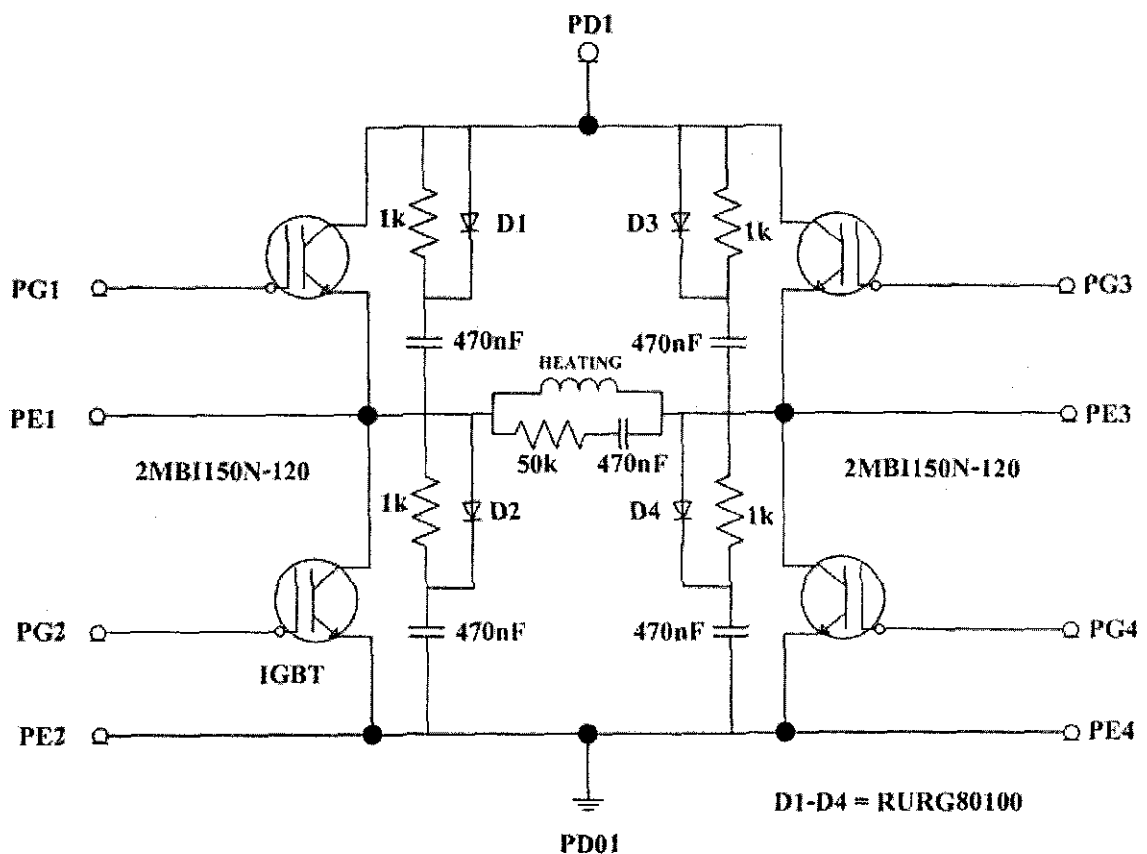 PD1
1k
D1
D3
1k
PG1
PG3
470nF
470nF
HEATING
PE1
PE3
50k
470nF
2MBI150N-120
2MBI150N-120
1k
D2
D4
1k
PG2
470nF
470nF
PG4
IGBT
PE2
PE4
D1-D4 = RURG80100
PD01